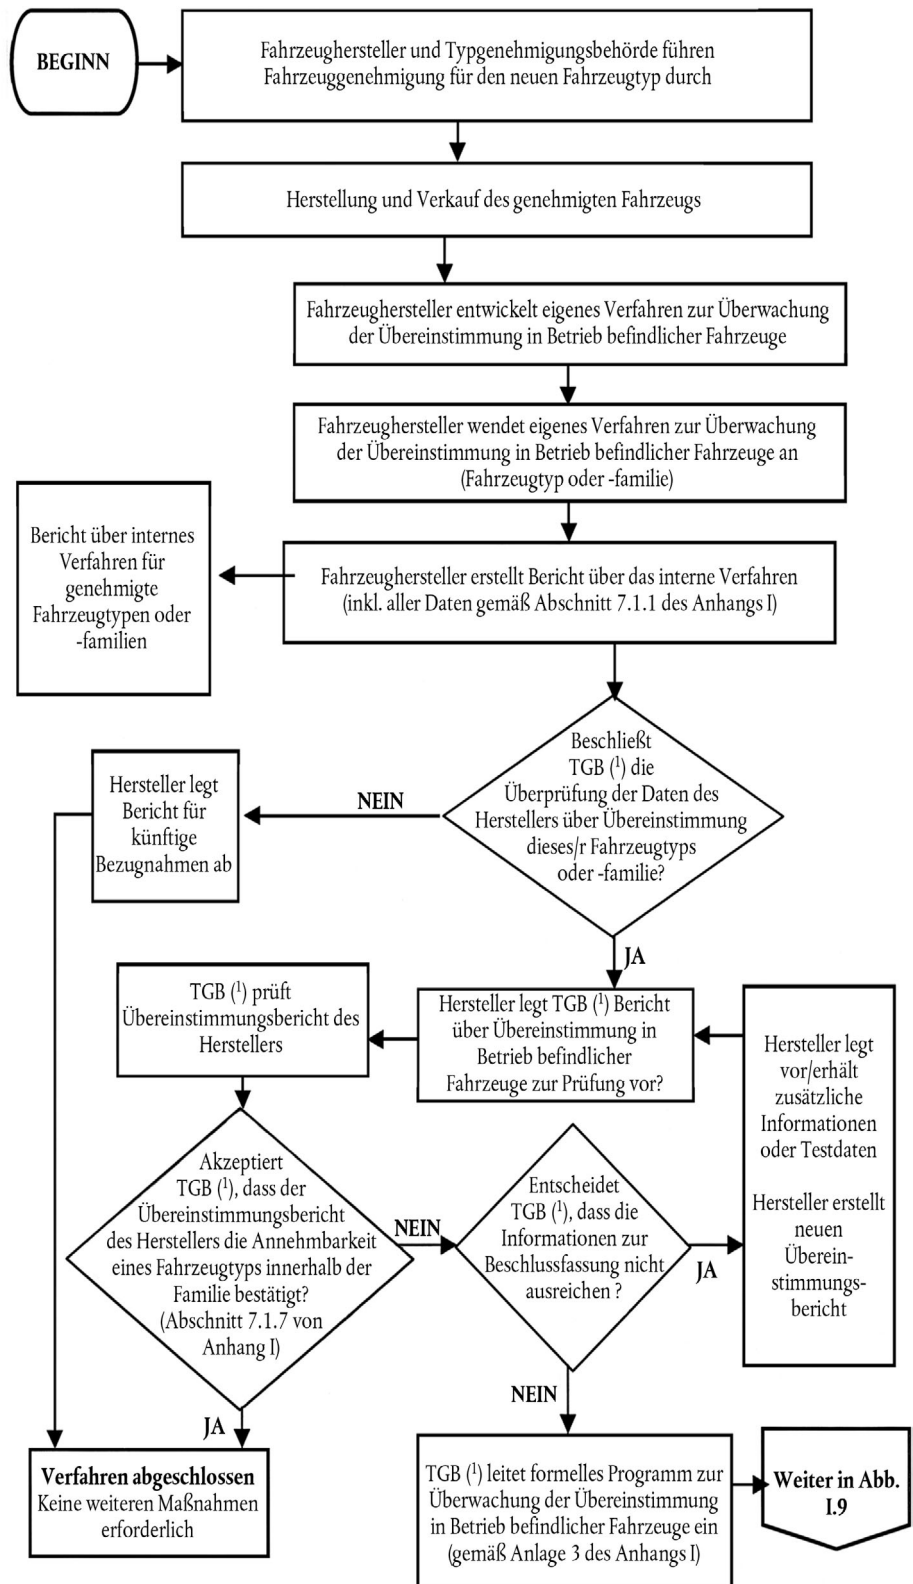 BEGINN
Fahrzeughersteller und Typgenehmigungsbehörde führen
Fahrzeuggenehmigung für den neuen Fahrzeugtyp durch
Herstellung und Verkauf des genehmigten Fahrzeugs
Fahrzeughersteller entwickelt eigenes Verfahren zur Überwachung
der Übereinstimmung in Betrieb befindlicher Fahrzeuge
Fahrzeughersteller wendet eigenes Verfahren zur Überwachung
der Übereinstimmung in Betrieb befindlicher Fahrzeuge an
(Fahrzeugtyp oder -familie)
Bericht über internes
Verfahren für
genehmigte
Fahrzeugtypen oder
-familien
Fahrzeughersteller erstellt Bericht über das interne Verfahren
(inkl. aller Daten gemäß Abschnitt 7.1.1 des Anhangs I)
Beschließt
TGB (¹) die
Überprüfung der Daten des
Herstellers über Übereinstimmung
dieses/r Fahrzeugtyps
oder -familie?
NEIN
Hersteller legt
Bericht für
künftige
Bezugnahmen ab
JA
TGB (¹) prüft
Übereinstimmungsbericht des
Herstellers
Hersteller legt TGB (¹) Bericht
über Übereinstimmung in
Betrieb befindlicher
Fahrzeuge zur Prüfung vor?
Hersteller legt
vor/erhält
zusätzliche
Informationen
oder Testdaten
Hersteller erstellt
neuen
Überein-
stimmungs-
bericht
Akzeptiert
TGB (¹), dass der
Übereinstimmungsbericht
des Herstellers die Annehmbarkeit
eines Fahrzeugtyps innerhalb der
Familie bestätigt?
(Abschnitt 7.1.7 von
Anhang I)
NEIN
Entscheidet
TGB (¹), dass die
Informationen zur
Beschlussfassung nicht
ausreichen ?
JA
NEIN
JA
Verfahren abgeschlossen
Keine weiteren Maßnahmen
erforderlich
TGB (¹) leitet formelles Programm zur
Überwachung der Übereinstimmung
in Betrieb befindlicher Fahrzeuge ein
(gemäß Anlage 3 des Anhangs I)
Weiter in Abb.
I.9